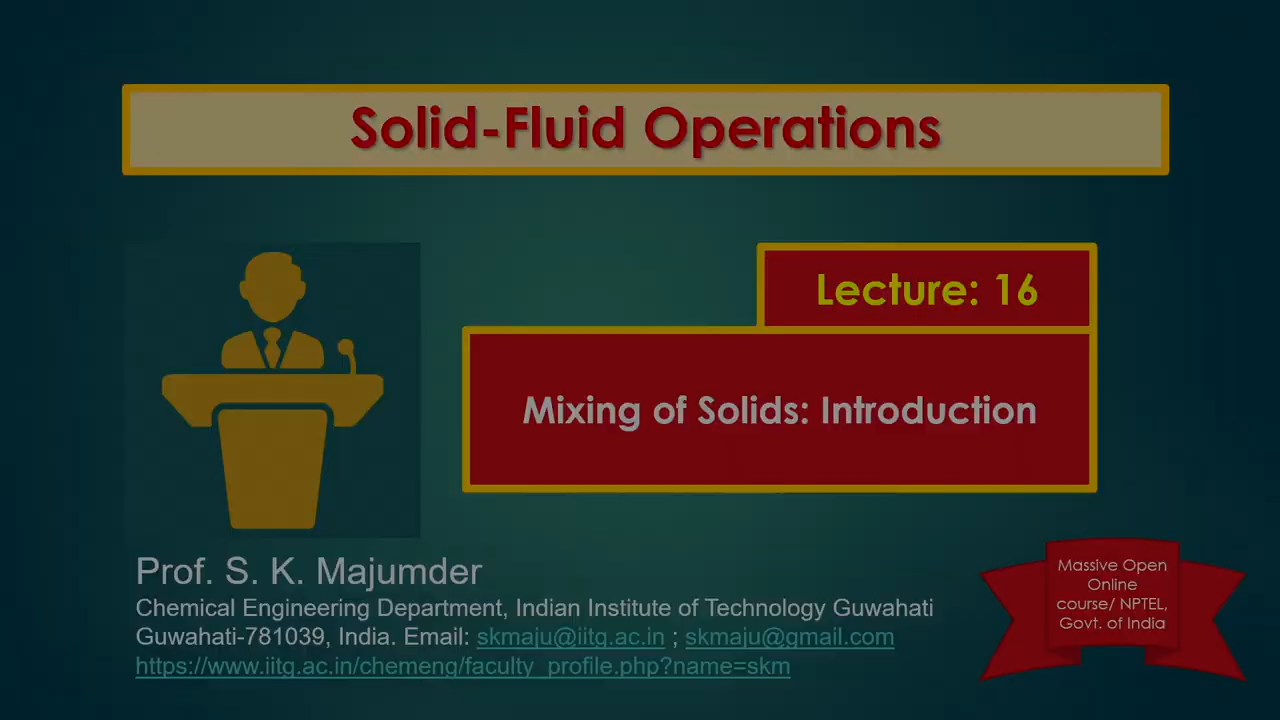 Solid-Fluid Operations
Lecture: 16
Mixing of Solids: Introduction
Prof. S. K. Majumder
Chemical Engineering Department, Indian Institute of Technology Guwahati
Guwahati-781039, India. Email: skmaju@iitg.ac.in ; skmaju@gmail.com
https://www.iitg.ac.in/chemeng/faculty_profile.php?name=skm
Massive Open
Online
course/ NPTEL,
Govt. of India